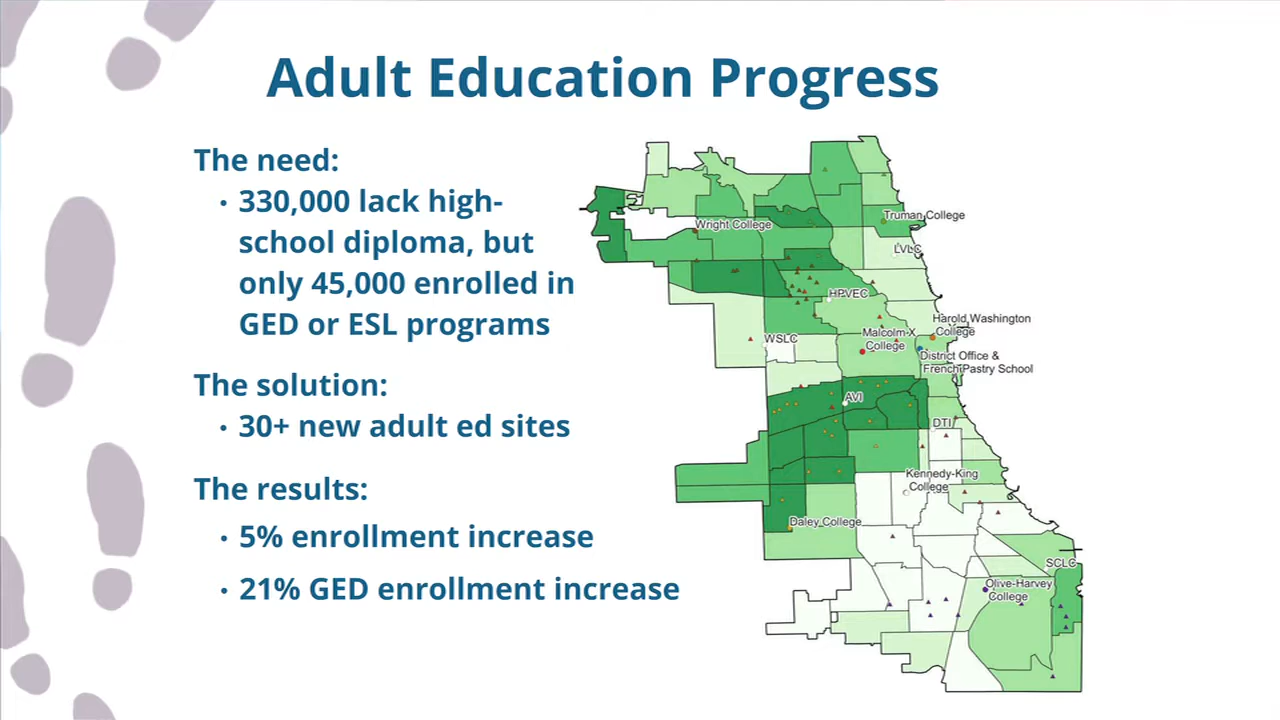 Adult Education Progress
The need:
• 330,000 lack high-
school diploma, but
only 45,000 enrolled in
GED or ESL programs
The solution:
• 30+ new adult ed sites
The results:
• 5% enrollment increase
• 21% GED enrollment increase
Truman College
Wright College
LVLC
HPVEC
Harold Washington
College
Malcolm-X
College
WSLC
District Office &
French Pastry School
AVI
DTI
Kennedy-King
College
Daley College
SCLC
Olive-Harvey
College